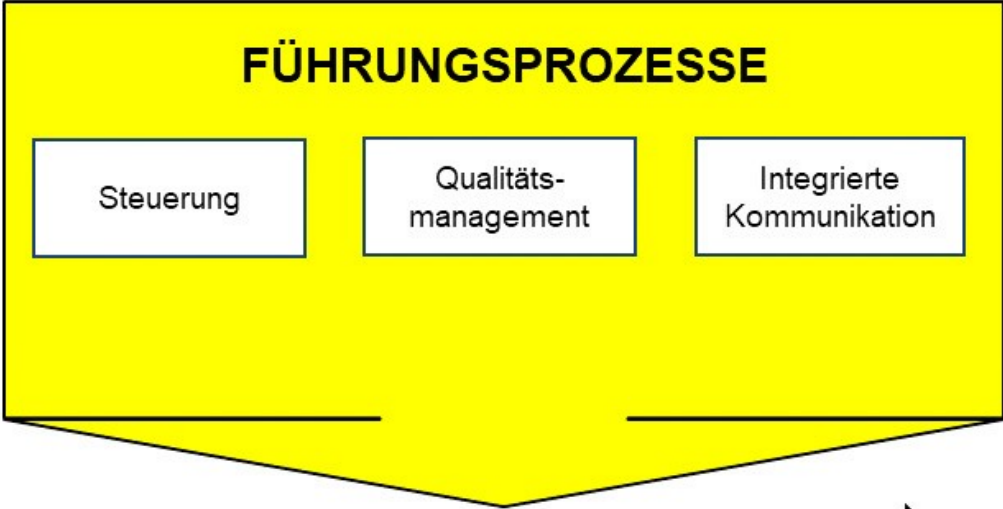 FÜHRUNGSPROZESSE
Steuerung
Qualitäts-
management
Integrierte
Kommunikation